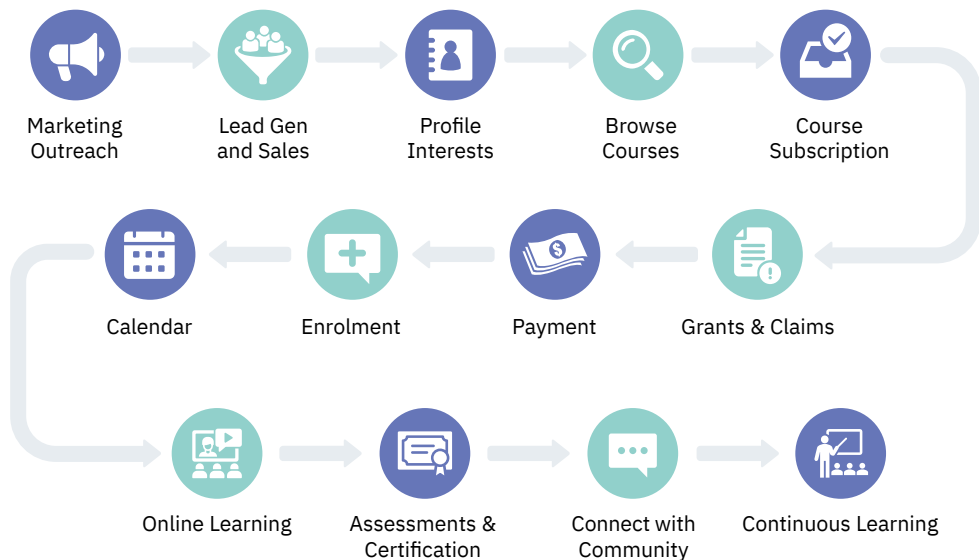 Marketing
Outreach
Lead Gen
and Sales
Profile
Interests
Browse
Courses
Course
Subscription
$
Grants & Claims
Payment
Enrolment
Calendar
Online Learning
Assessments &
Certification
Connect with
Community
Continuous Learning